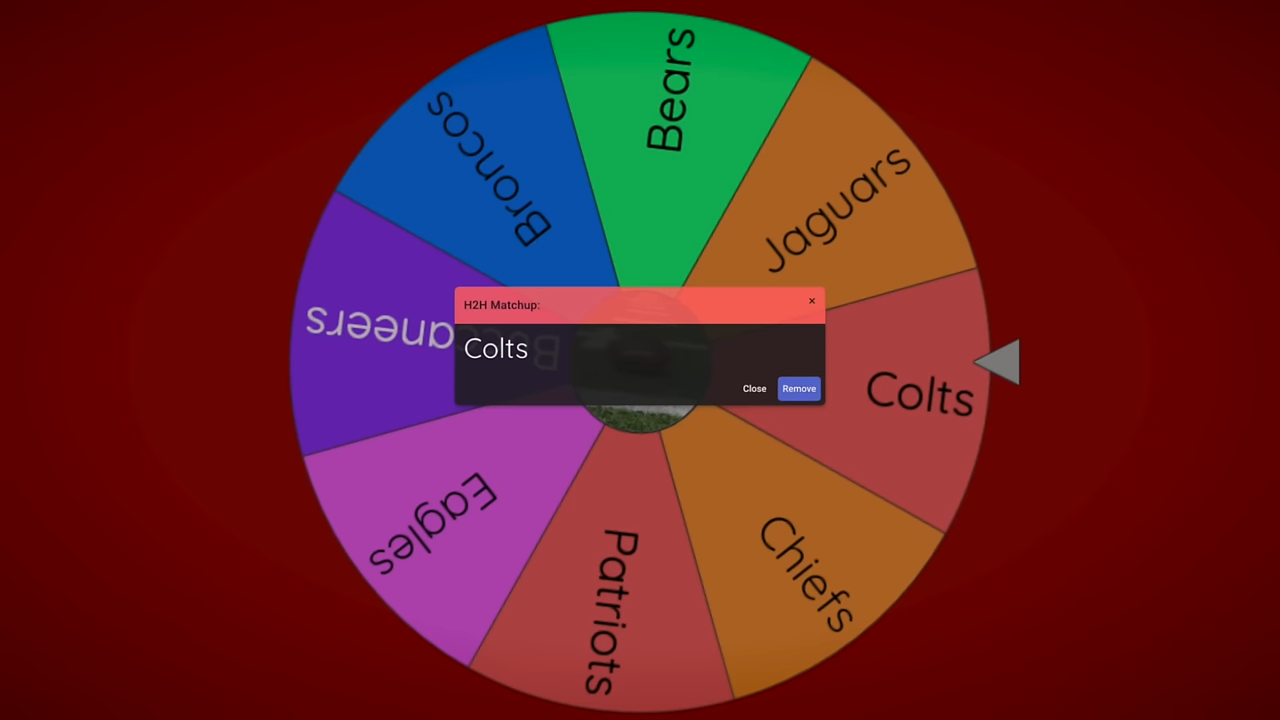 Bears
Jaguars
Colts
Chiefs
Patriots
Eagles
Buccaneers
Broncos
H2H Matchup:
×
Colts
Close
Remove